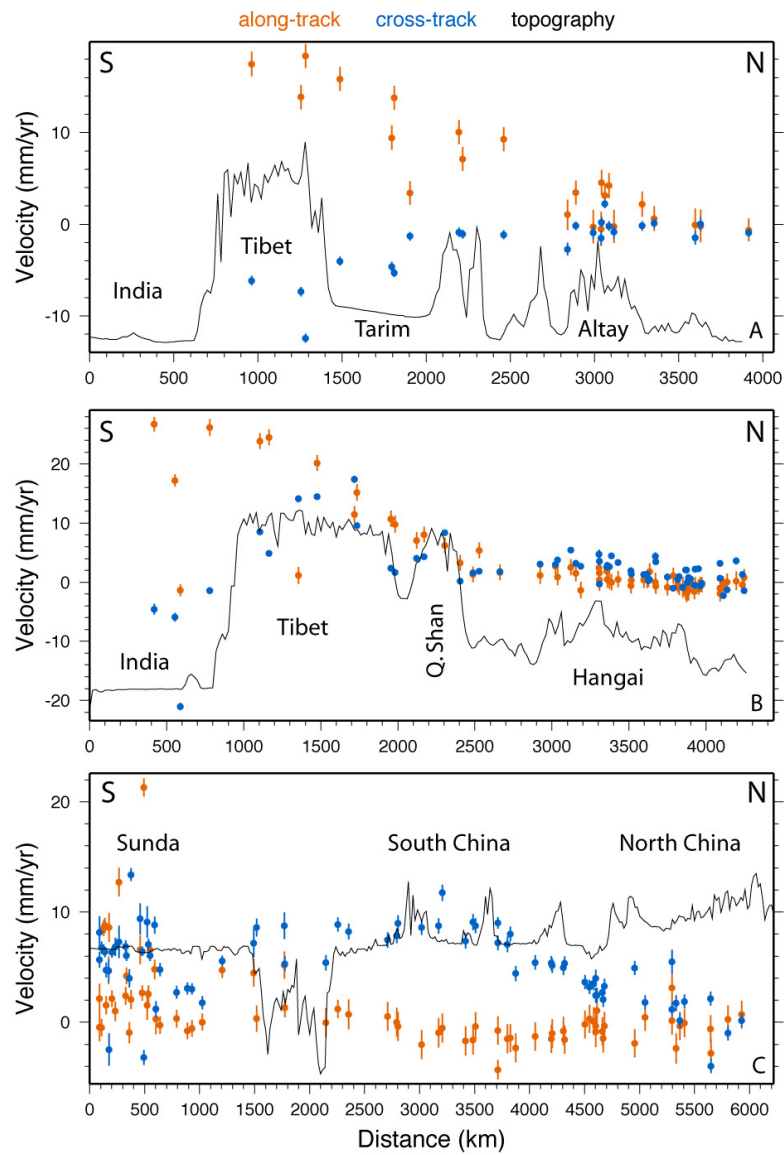 along-track cross-track topography
S N
10
0
-10
Velocity (mm/yr)
Tibet
India
Tarim Altay A
0 500 1000 1500 2000 2500 3000 3500 4000
S N
20
10
0
-10
-20
Velocity (mm/yr)
Tibet
Q. Shan
India
Hangai
B
0 500 1000 1500 2000 2500 3000 3500 4000
S N
Sunda South China North China
20
10
0
Velocity (mm/yr)
C
0 500 1000 1500 2000 2500 3000 3500 4000 4500 5000 5500 6000
Distance (km)